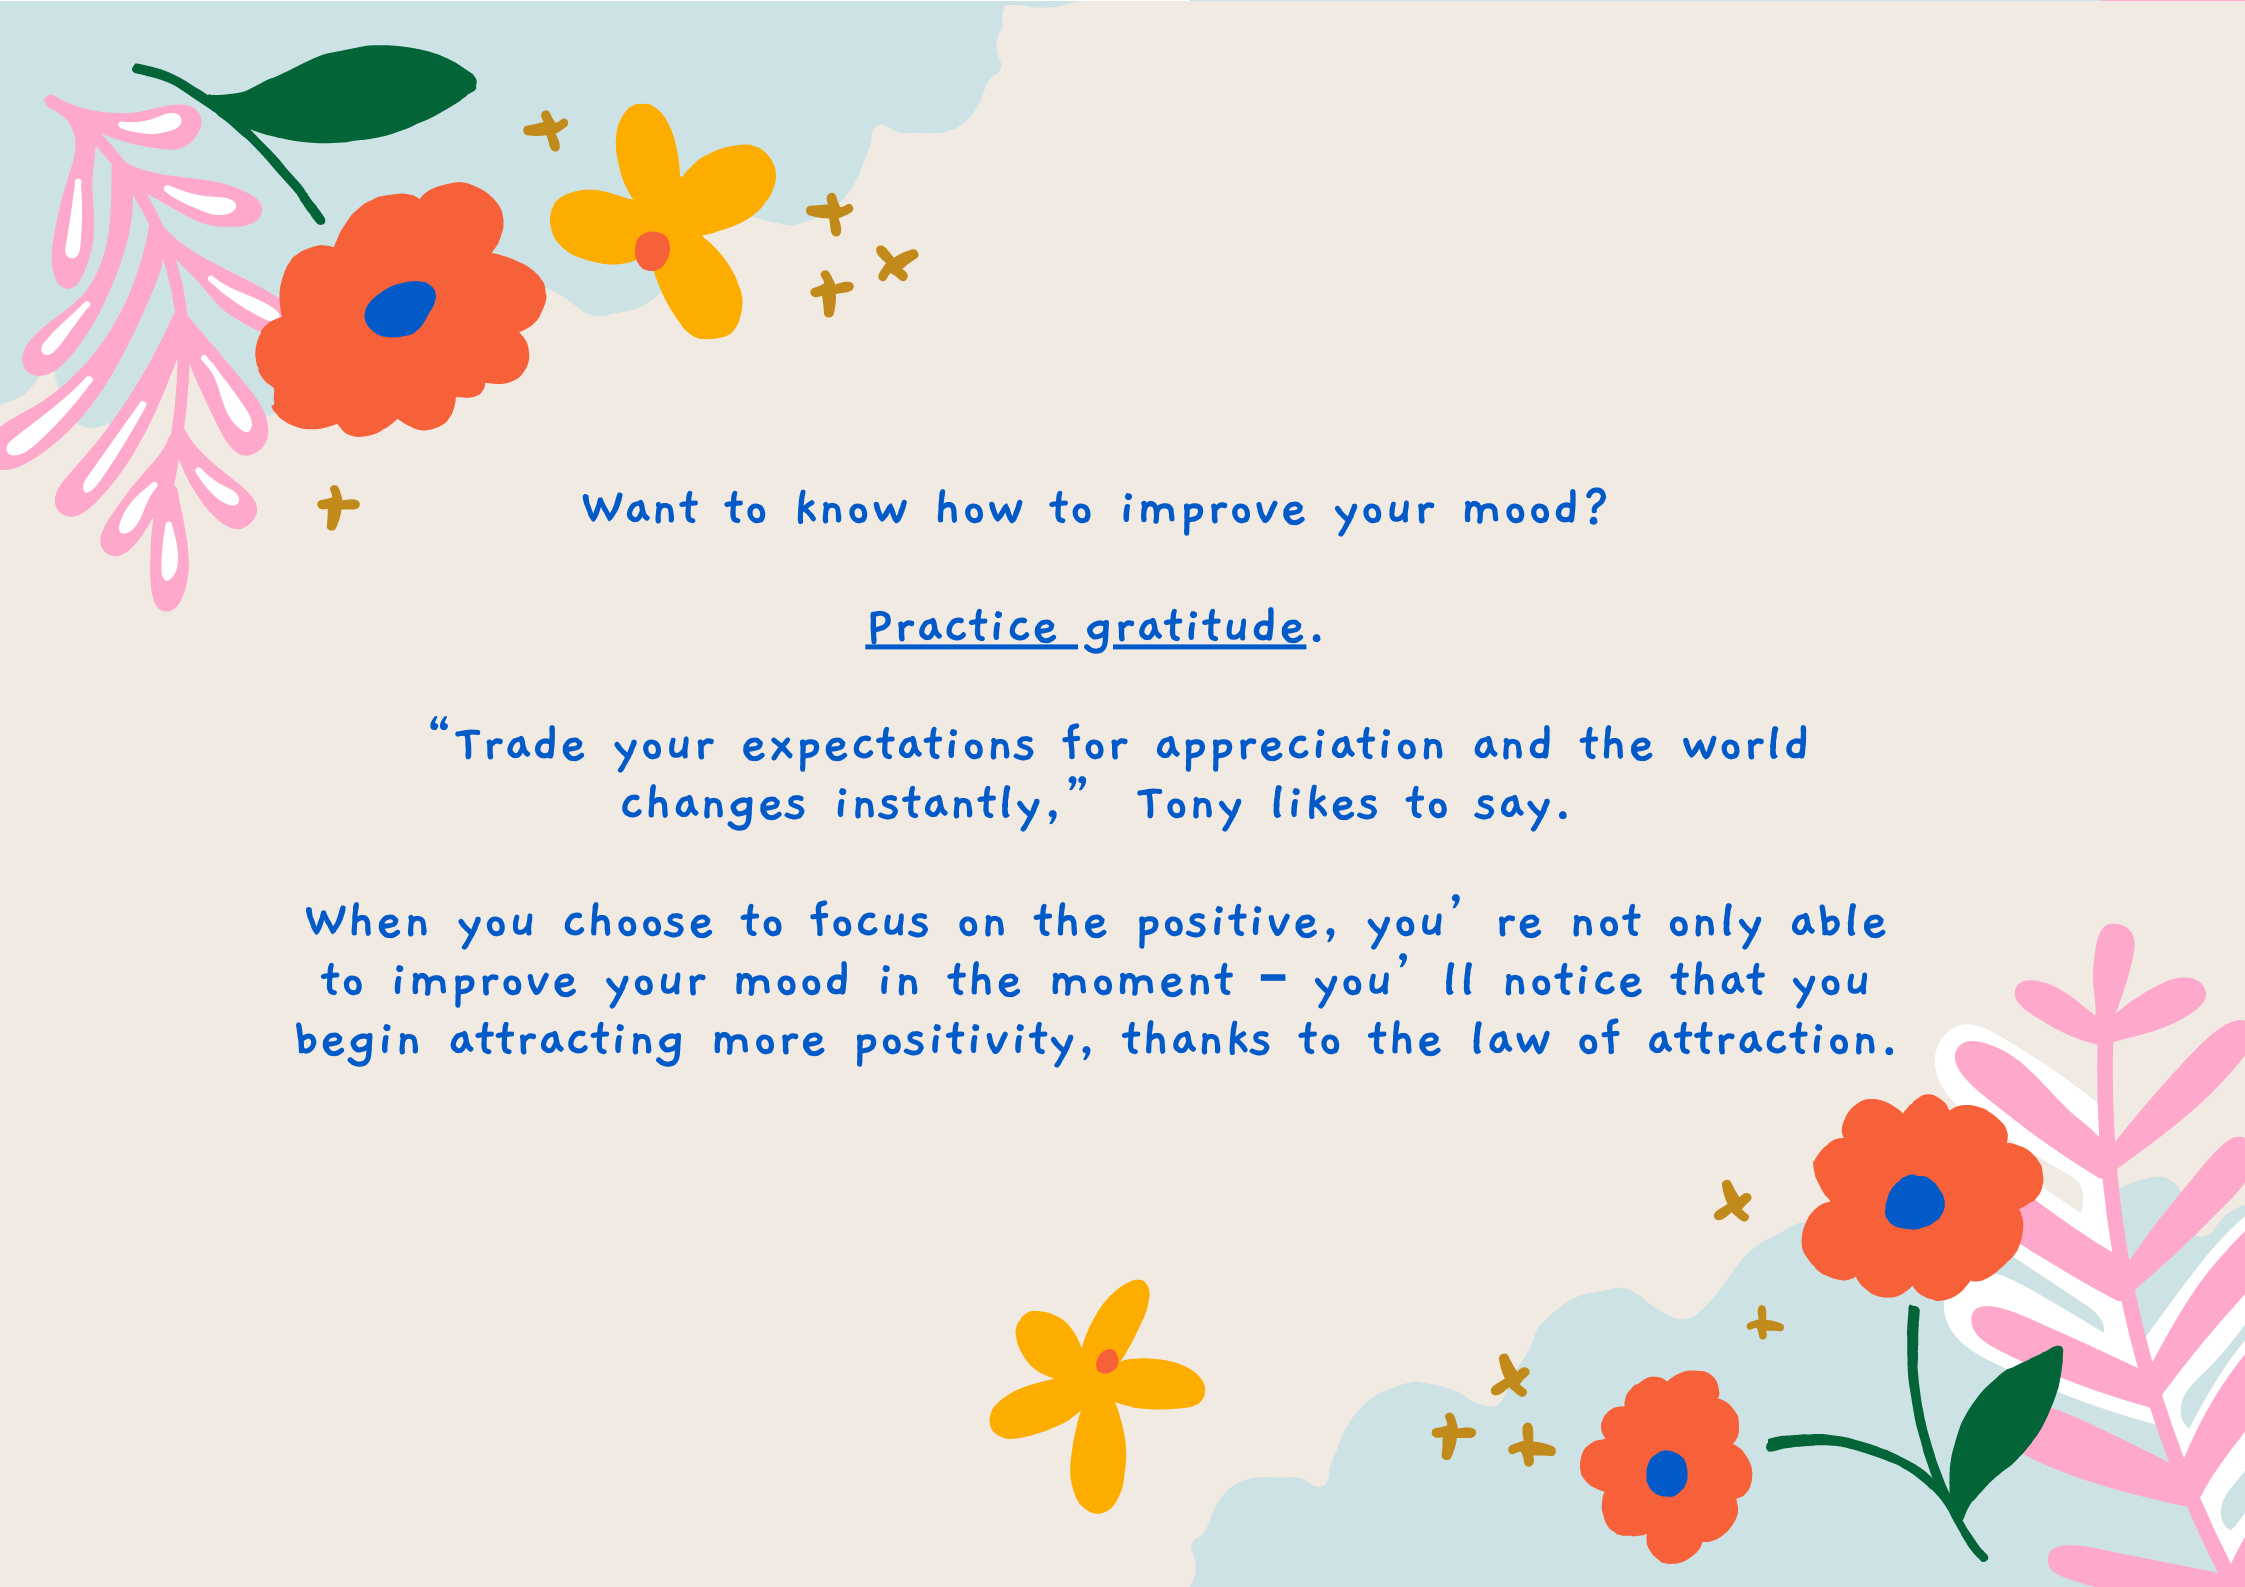 Want to know how to improve your mood?
Practice gratitude.
“Trade your expectations for appreciation and the world
changes instantly,” Tony likes to say.
When you choose to focus on the positive, you’ re not only able
to improve your mood in the moment – you’ ll notice that you
begin attracting more positivity, thanks to the law of attraction.